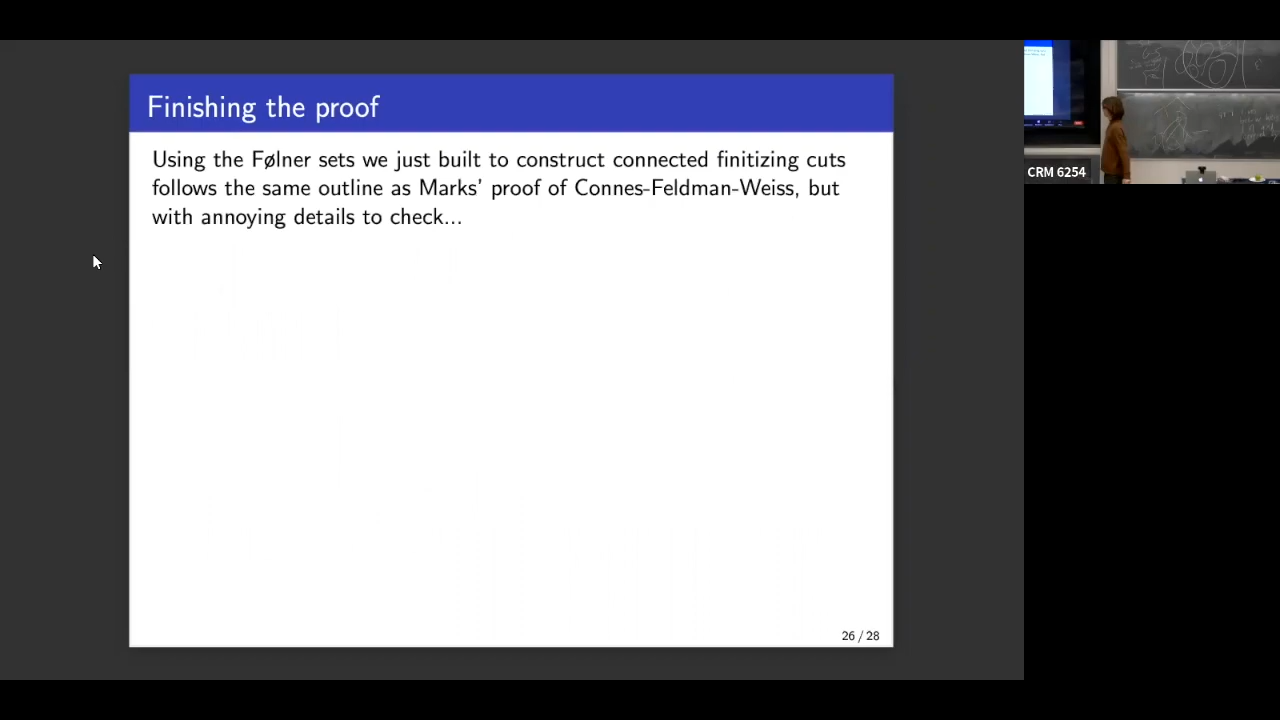 Finishing the proof
Using the Følner sets we just built to construct connected finitizing cuts
follows the same outline as Marks' proof of Connes-Feldman-Weiss, but
with annoying details to check...
26 / 28
CRM 6254